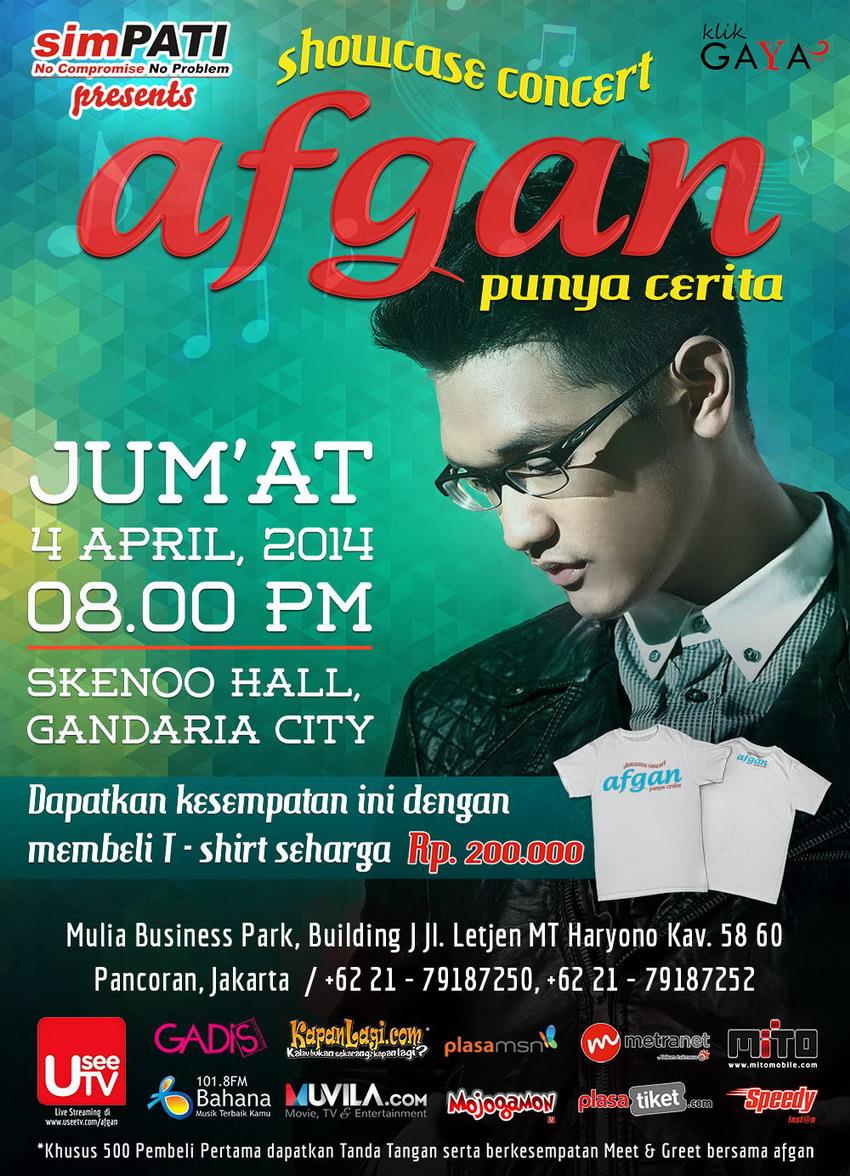 simPATI
No Compromise No Problem
presents
showcase concert
klik
GAYA
afgan
punya cerita
JUM'AT
4 APRIL, 2014
08.00 PM
SKENOO HALL,
GANDARIA CITY
Dapatkan kesempatan ini dengan
membeli T - shirt seharga Rp. 200.000
showcase concert
afgan
punya cerita
afgan
Mulia Business Park, Building J Jl. Letjen MT Haryono Kav. 58 60
Pancoran, Jakarta / +62 21 - 79187250, +62 21 - 79187252
UseeTV
Live Streaming di
www.useetv.com/afgan
GADIS
KapanLagi.com
Kalau bukan sekarang, kapan lagi?
plasamsn
metranet
MITO
www.mitomobile.com
101.8FM
Bahana
Musik Terbaik Kamu
MUVILA.COM
Movie, TV & Entertainment
Mojogamon
plasatiket.com
Speedy
inst@n
*Khusus 500 Pembeli Pertama dapatkan Tanda Tangan serta berkesempatan Meet & Greet bersama afgan